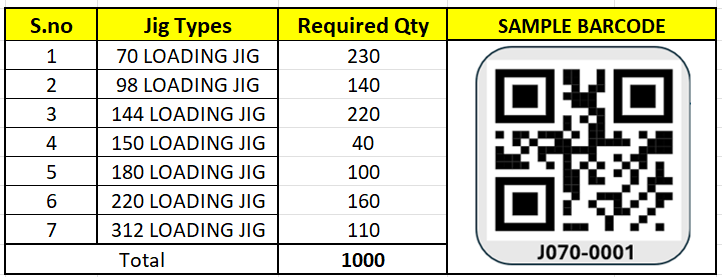 S.no Jig Types Required Qty SAMPLE BARCODE
1 70 LOADING JIG 230
2 98 LOADING JIG 140
3 144 LOADING JIG 220
4 150 LOADING JIG 40
5 180 LOADING JIG 100
6 220 LOADING JIG 160
7 312 LOADING JIG 110
Total 1000
J070-0001